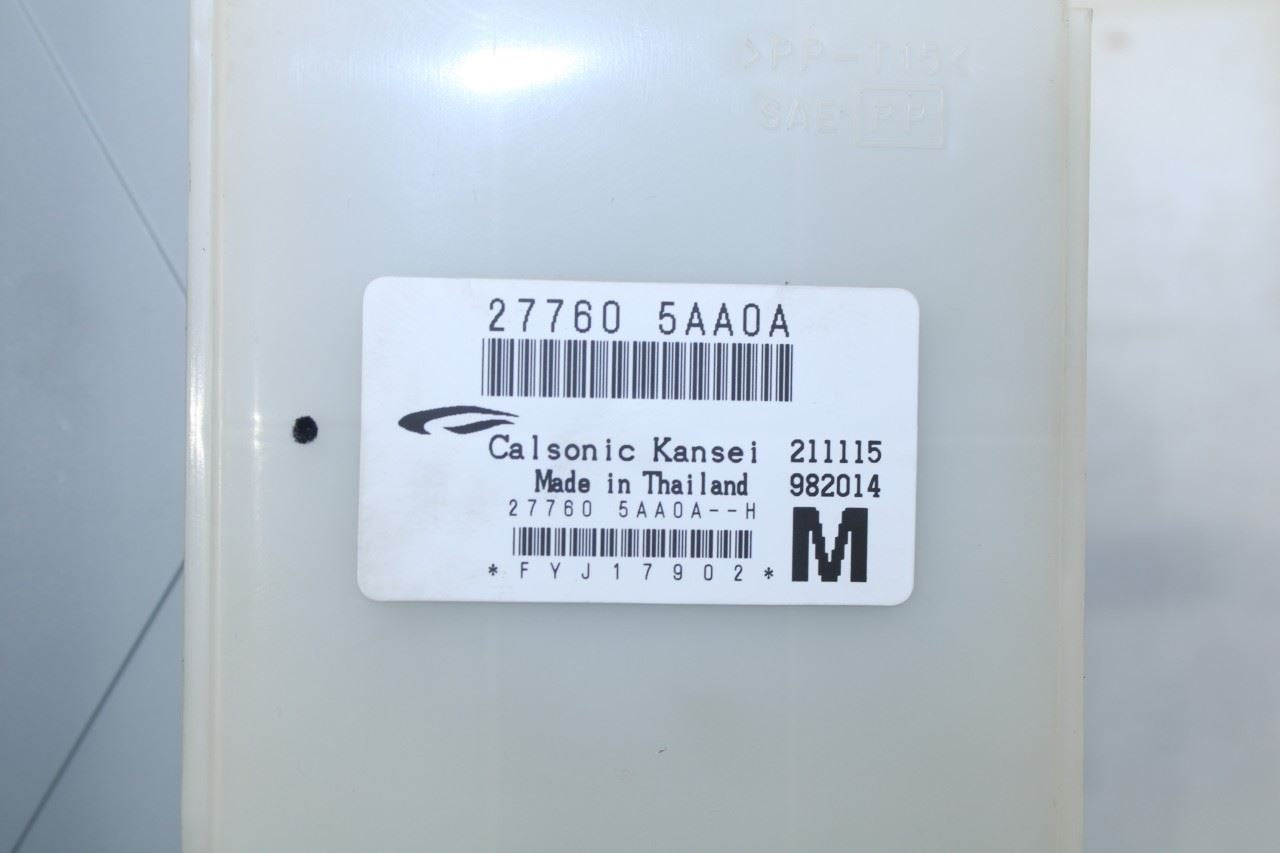 >PP-T15<
SAE PP
27760 5AA0A
Calsonic Kansei 211115
Made in Thailand 982014
27760 5AA0A--H
M
*FYJ17902*